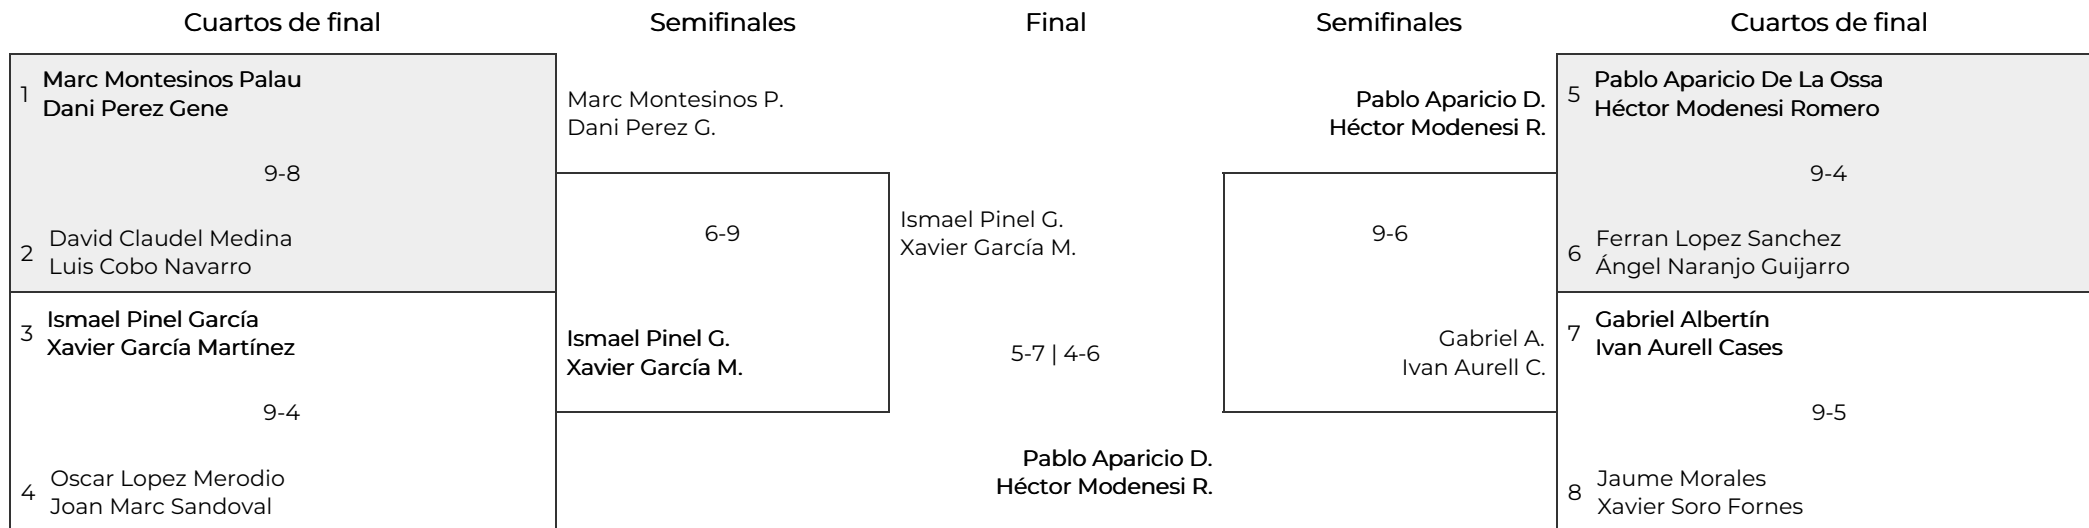 Cuartos de final
Semifinales
Final
Semifinales
Cuartos de final
1
Marc Montesinos Palau
Dani Perez Gene
9-8
2
David Claudel Medina
Luis Cobo Navarro
3
Ismael Pinel García
Xavier García Martínez
9-4
4
Oscar Lopez Merodio
Joan Marc Sandoval
Marc Montesinos P.
Dani Perez G.
6-9
Ismael Pinel G.
Xavier García M.
Ismael Pinel G.
Xavier García M.
5-7 | 4-6
Pablo Aparicio D.
Héctor Modenesi R.
Pablo Aparicio D.
Héctor Modenesi R.
9-6
Gabriel A.
Ivan Aurell C.
5
Pablo Aparicio De La Ossa
Héctor Modenesi Romero
9-4
6
Ferran Lopez Sanchez
Ángel Naranjo Guijarro
7
Gabriel Albertín
Ivan Aurell Cases
9-5
8
Jaume Morales
Xavier Soro Fornes